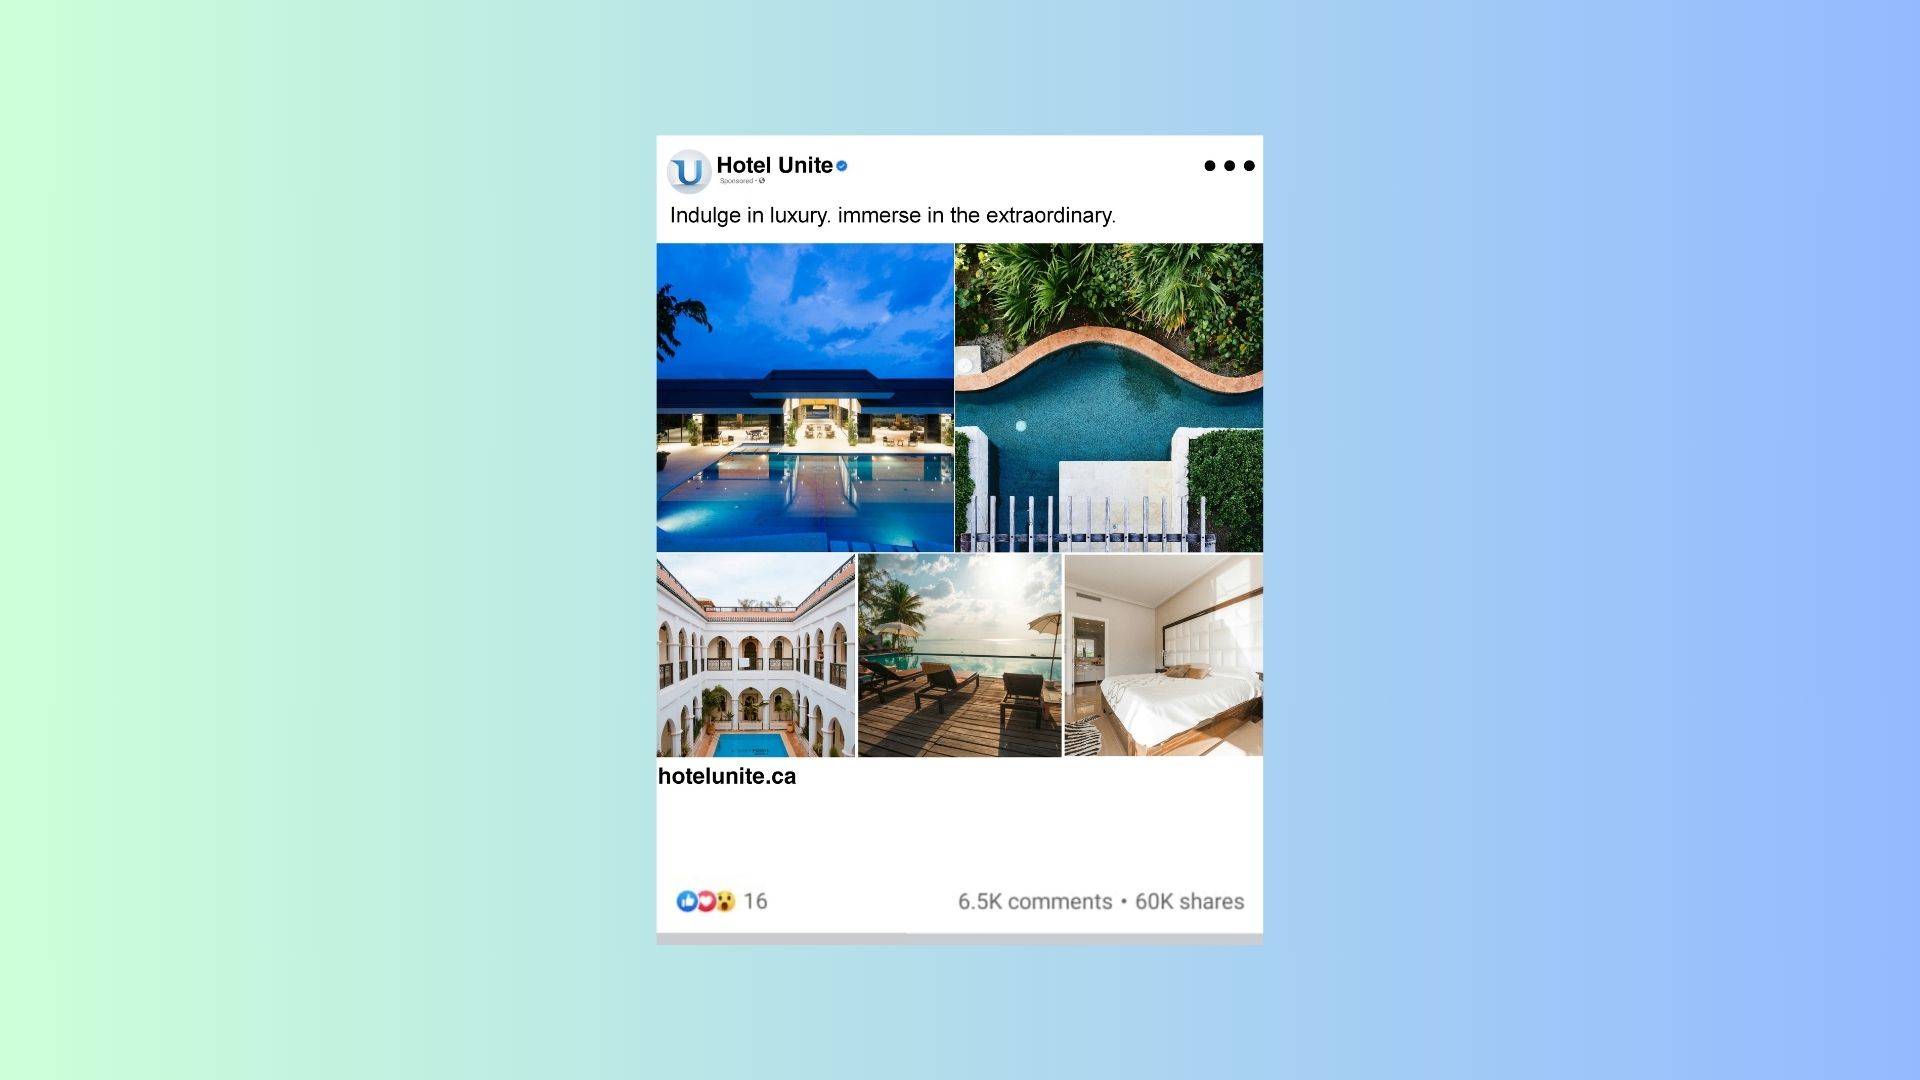 U
Hotel Unite
Sponsored •
Indulge in luxury. immerse in the extraordinary.
hotelunite.ca
16
6.5K comments • 60K shares